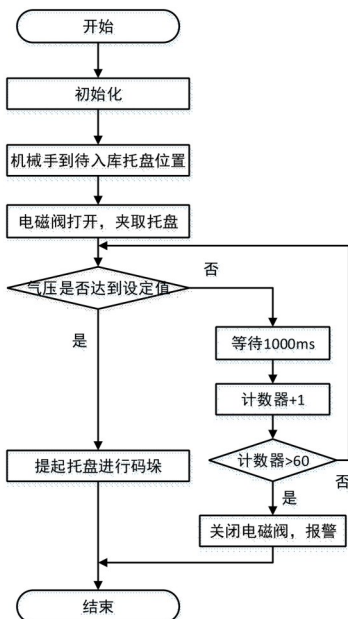 开始
初始化
机械手到待入库托盘位置
电磁阀打开，夹取托盘
气压是否达到设定值
否
是
等待1000ms
计数器+1
计数器>60
否
是
提起托盘进行码垛
关闭电磁阀，报警
结束